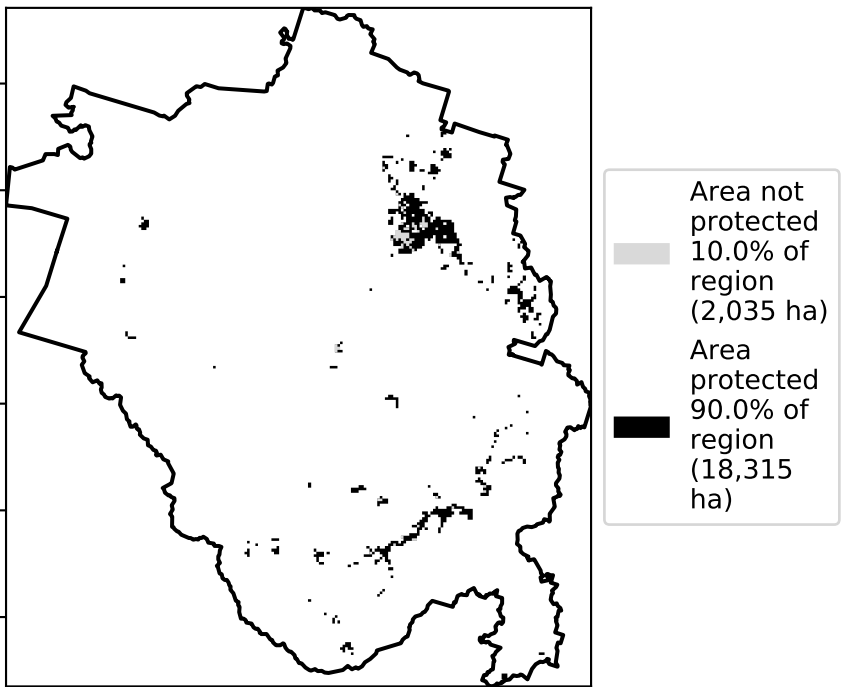 Area not
protected
10.0% of
region
(2,035 ha)
Area
protected
90.0% of
region
(18,315
ha)